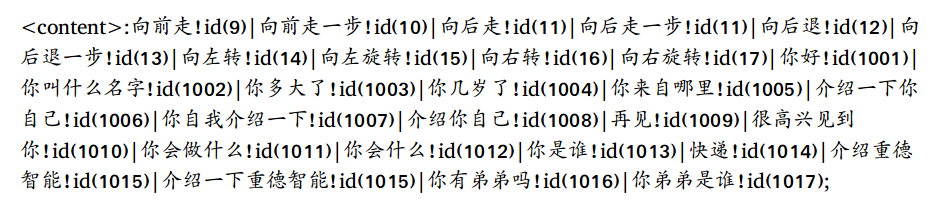 <content>:向前走!id(9)|向前走一步!id(10)|向后走!id(11)|向后走一步!id(11)|向后退!id(12)|向
后退一步!id(13)|向左转!id(14)|向左旋转!id(15)|向右转!id(16)|向右旋转!id(17)|你好!id(1001)|
你叫什么名字!id(1002)|你多大了!id(1003)|你几岁了!id(1004)|你来自哪里!id(1005)|介绍一下你
自己!id(1006)|你自我介绍一下!id(1007)|介绍你自己!id(1008)|再见!id(1009)|很高兴见到
你!id(1010)|你会做什么!id(1011)|你会什么!id(1012)|你是谁!id(1013)|快递!id(1014)|介绍重德
智能!id(1015)|介绍一下重德智能!id(1015)|你有弟弟吗!id(1016)|你弟弟是谁!id(1017);